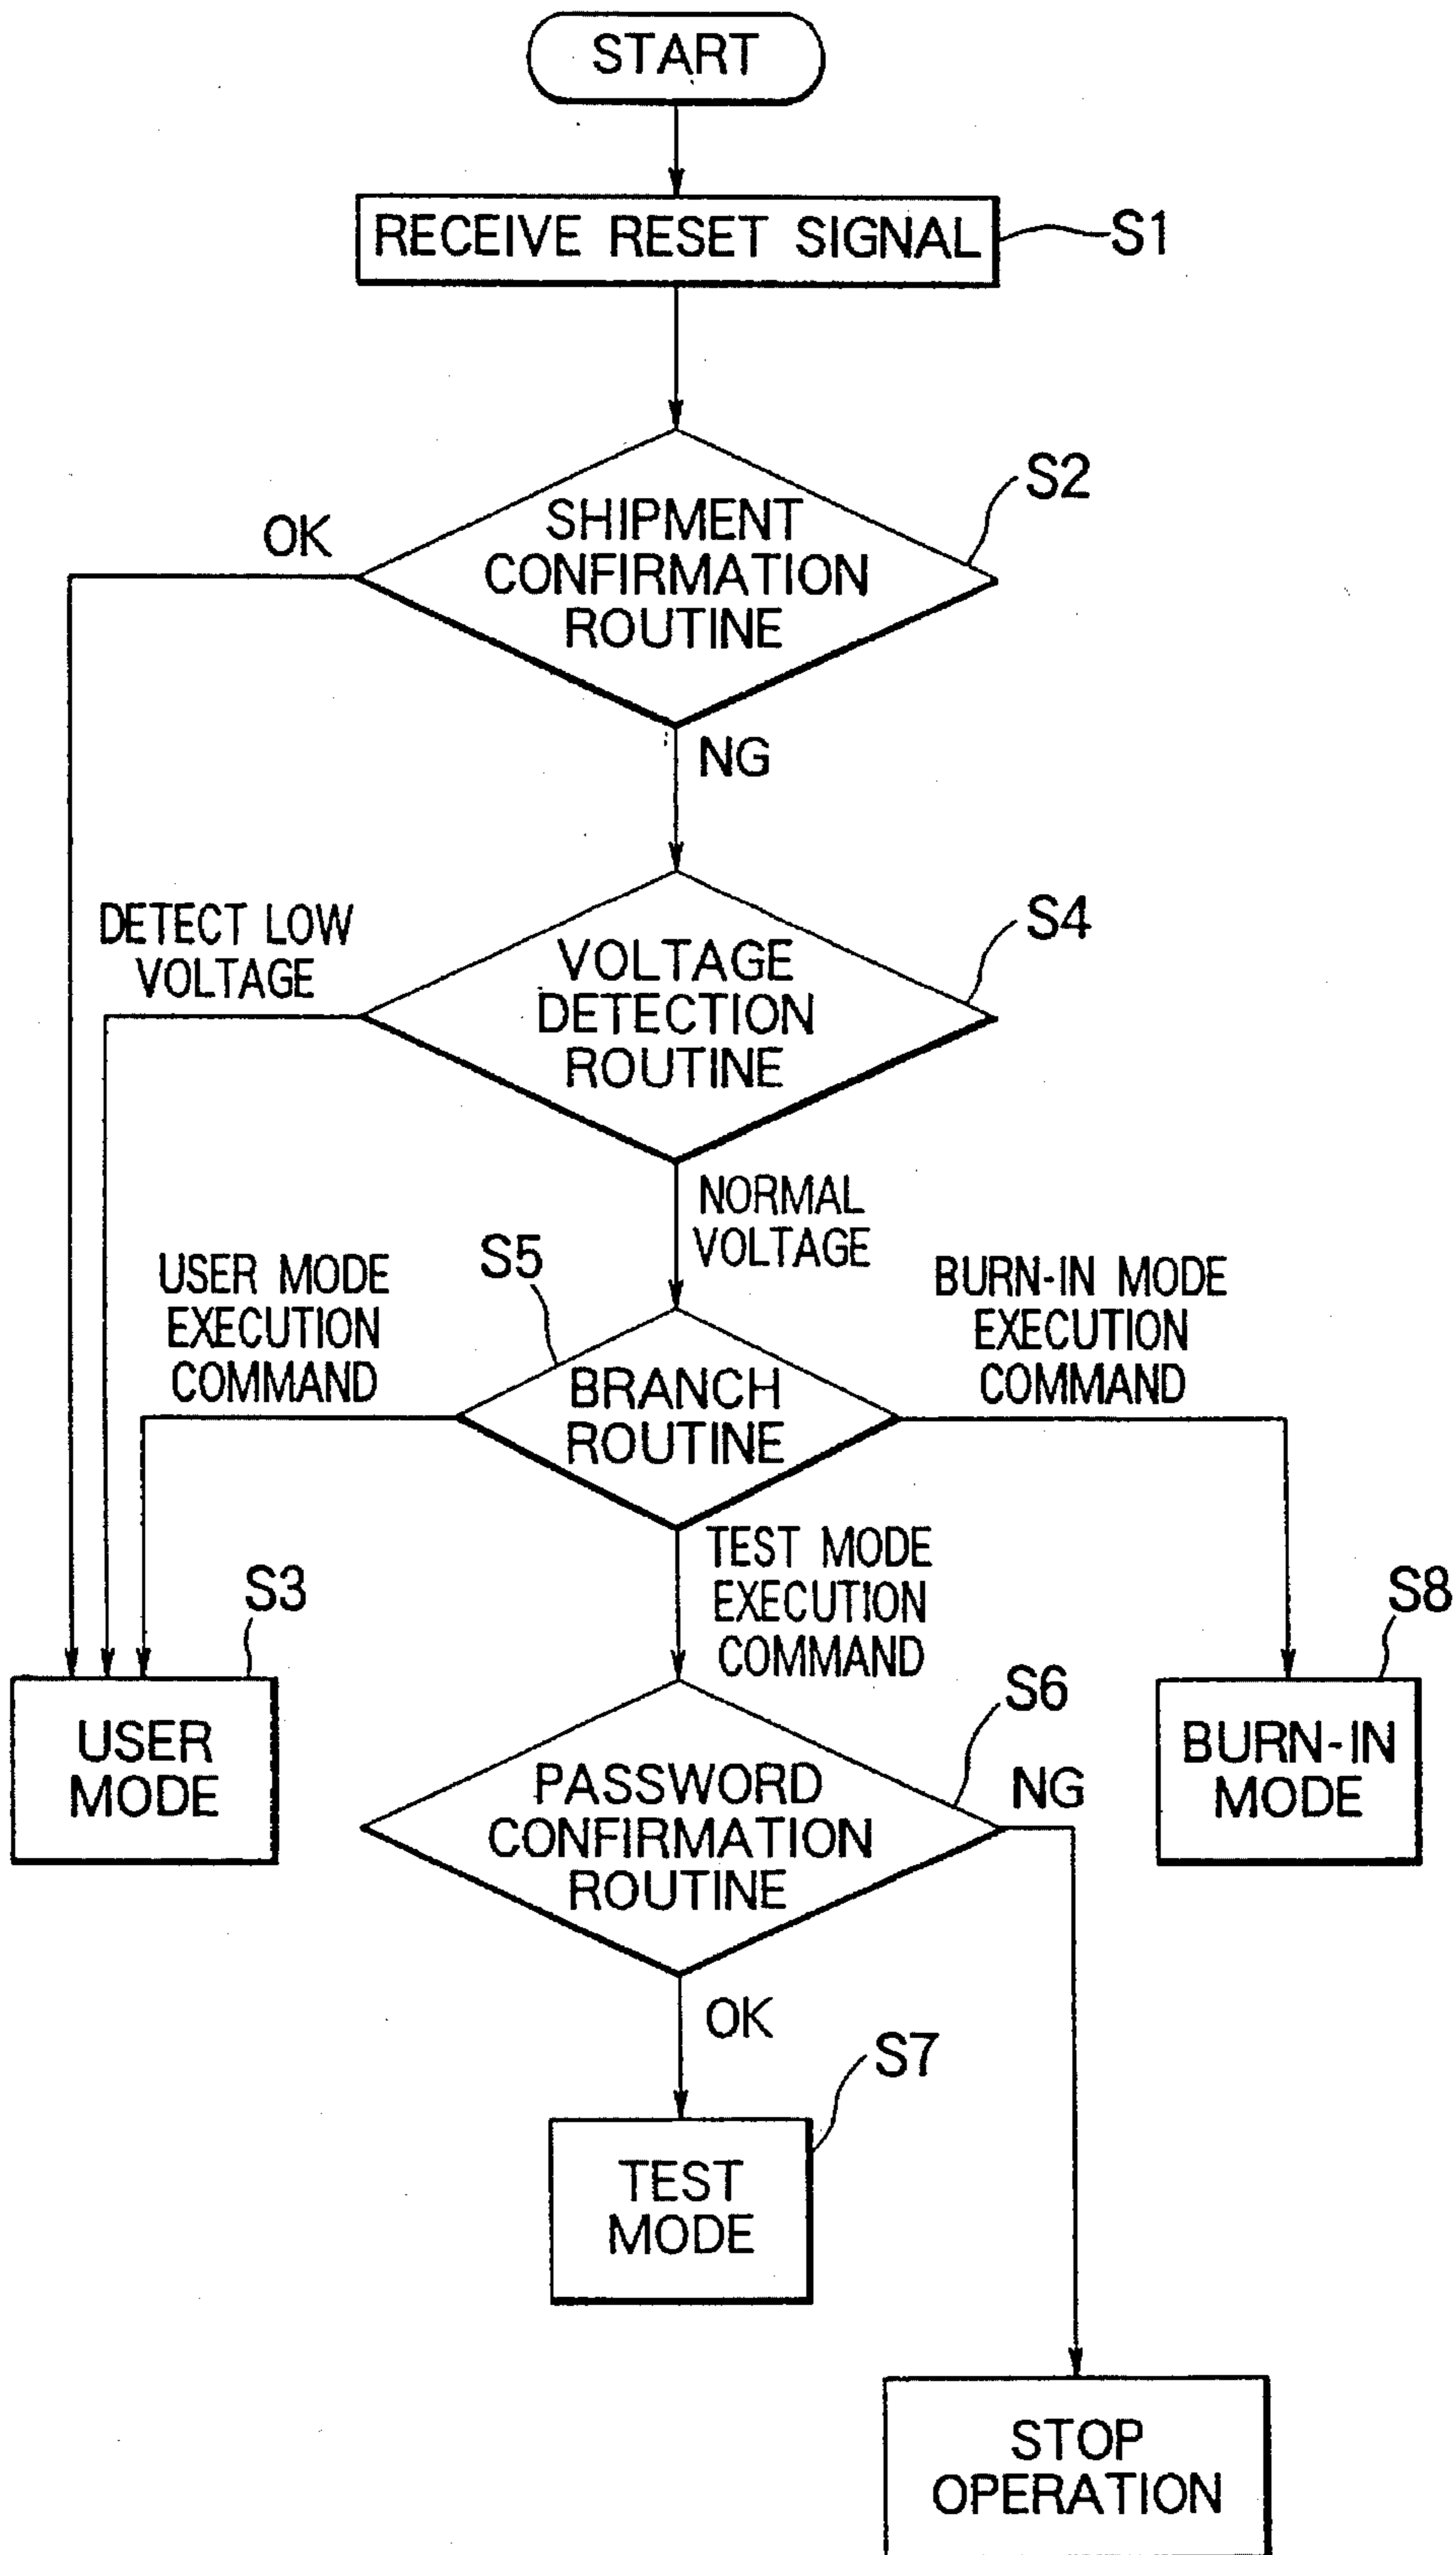 START
RECEIVE RESET SIGNAL
S1
S2
OK
SHIPMENT
CONFIRMATION
ROUTINE
NG
S4
DETECT LOW
VOLTAGE
VOLTAGE
DETECTION
ROUTINE
NORMAL
VOLTAGE
S5
USER MODE
EXECUTION
COMMAND
BURN-IN MODE
EXECUTION
COMMAND
BRANCH
ROUTINE
TEST MODE
EXECUTION
COMMAND
S3
S8
USER
MODE
S6
BURN-IN
MODE
PASSWORD
CONFIRMATION
ROUTINE
NG
OK
S7
TEST
MODE
STOP
OPERATION